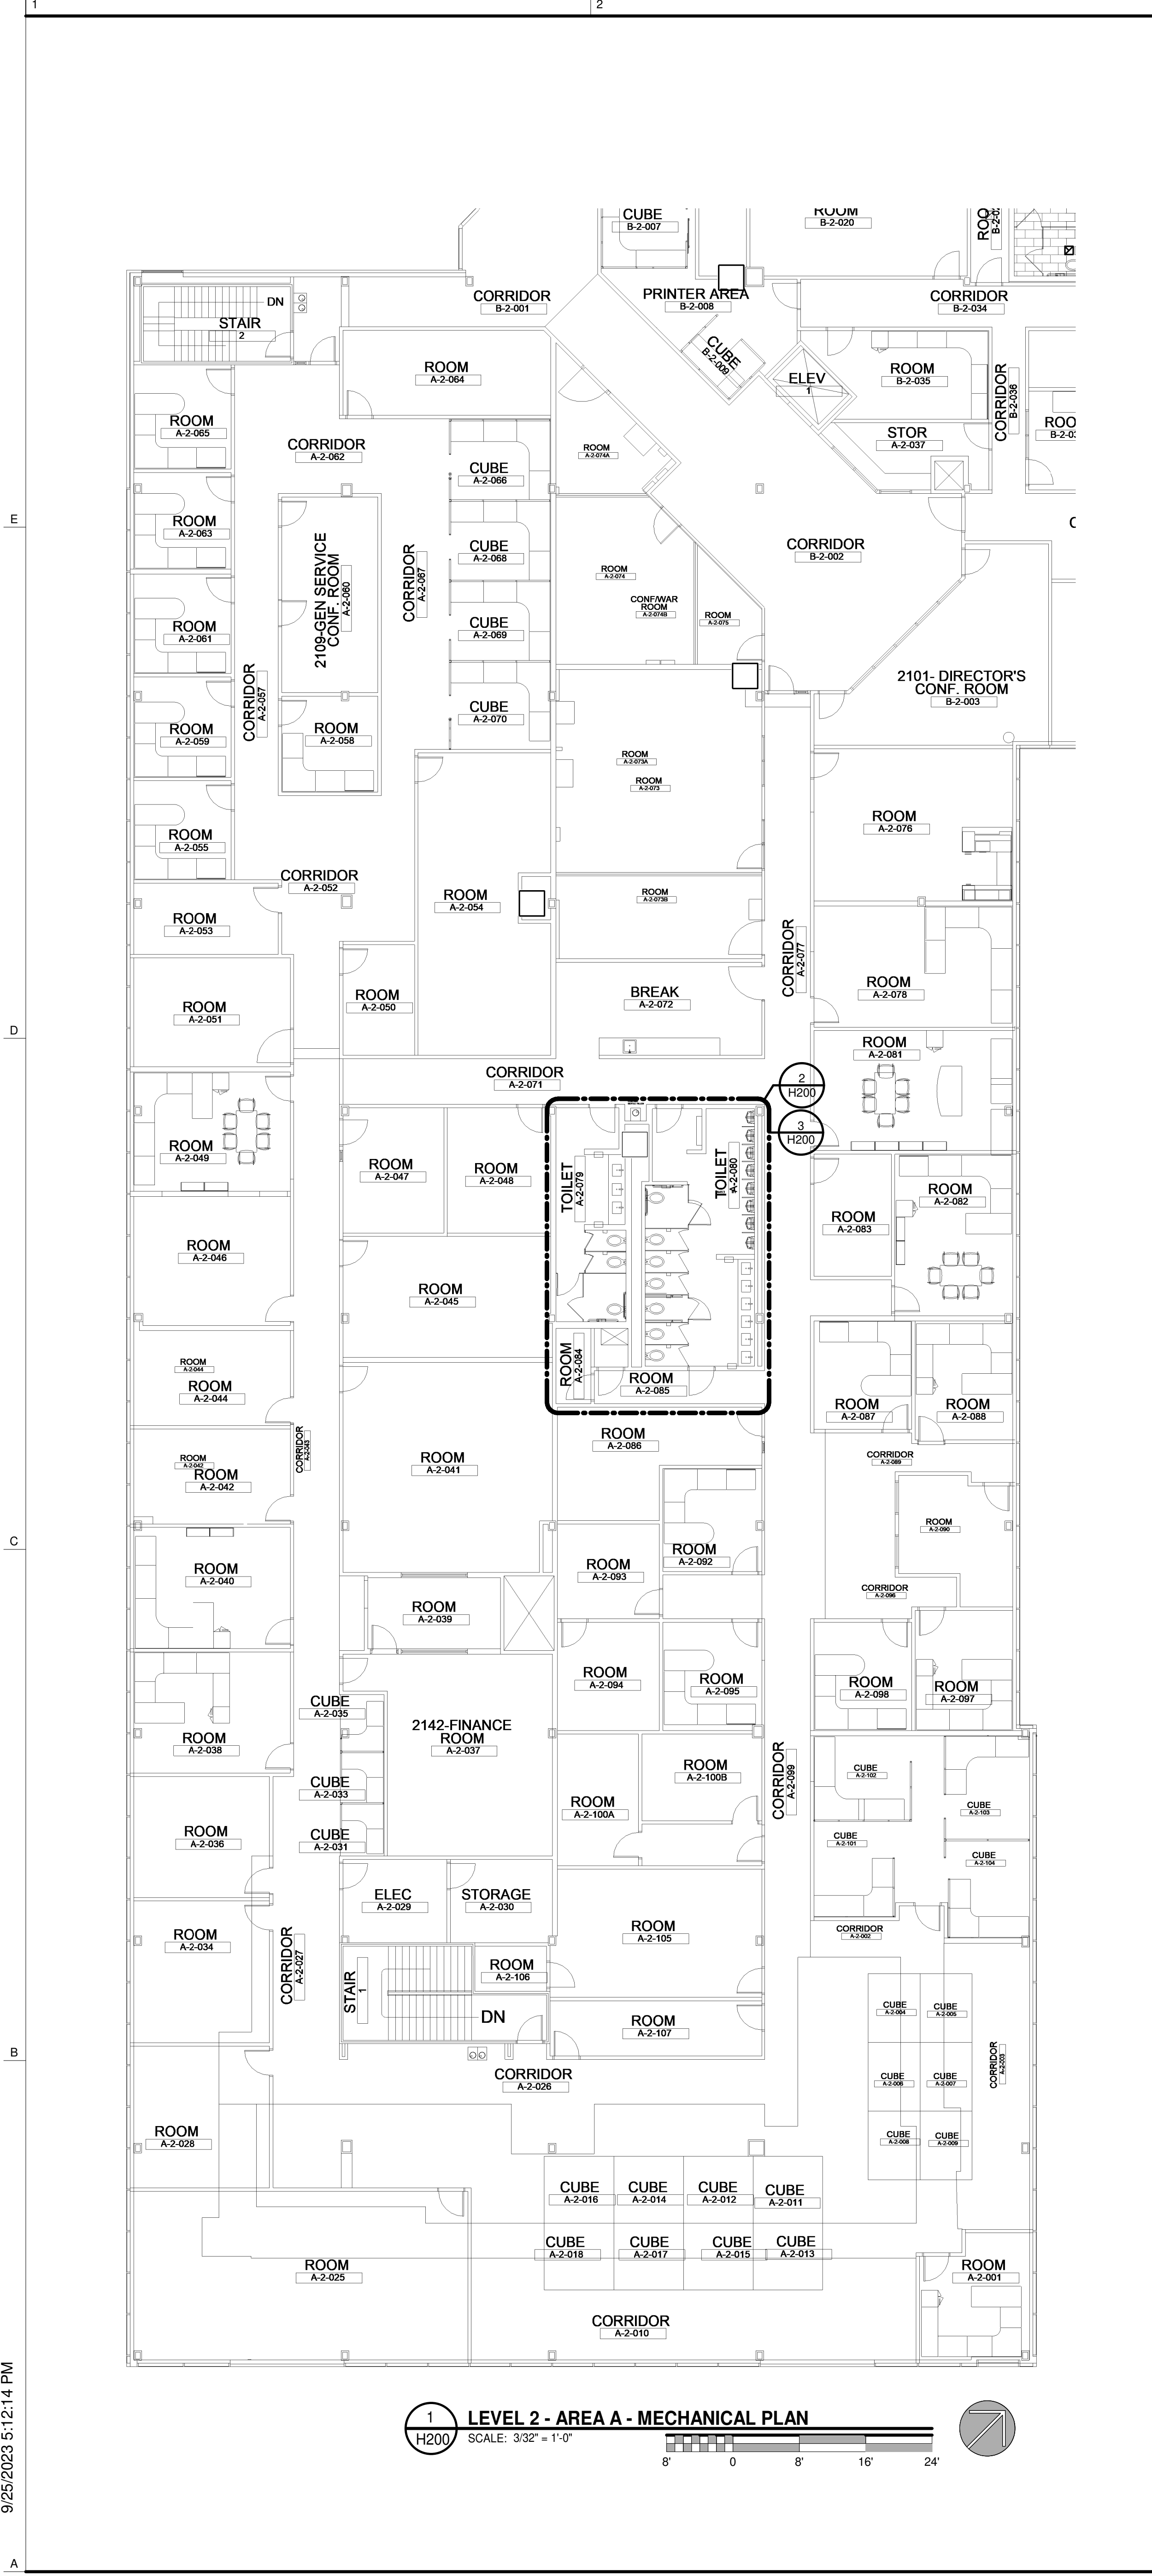 1
2
CUBE
B-2-007
ROOM
B-2-020
CORRIDOR
B-2-001
PRINTER AREA
B-2-008
CORRIDOR
B-2-034
DN
STAIR
2
CUBE
B-2-009
ELEV
1
ROOM
B-2-035
CORRIDOR
B-2-036
ROOM
A-2-064
ROOM
A-2-065
CORRIDOR
A-2-062
STOR
A-2-037
ROOM
A-2-074A
CUBE
A-2-066
E
ROOM
A-2-063
2109-GEN SERVICE
CONF. ROOM
A-2-060
CORRIDOR
A-2-067
CUBE
A-2-068
CORRIDOR
B-2-002
ROOM
A-2-074
CONF/WAR
ROOM
A-2-074B
ROOM
A-2-075
ROOM
A-2-061
CUBE
A-2-069
CORRIDOR
A-2-057
2101- DIRECTOR'S
CONF. ROOM
B-2-003
ROOM
A-2-059
ROOM
A-2-058
CUBE
A-2-070
ROOM
A-2-073A
ROOM
A-2-073
ROOM
A-2-076
ROOM
A-2-055
CORRIDOR
A-2-052
ROOM
A-2-054
ROOM
A-2-073B
ROOM
A-2-053
CORRIDOR
A-2-077
ROOM
A-2-078
ROOM
A-2-051
ROOM
A-2-050
BREAK
A-2-072
D
ROOM
A-2-081
CORRIDOR
A-2-071
2
H200
3
H200
ROOM
A-2-049
ROOM
A-2-047
ROOM
A-2-048
TOILET
A-2-079
TOILET
A-2-080
ROOM
A-2-082
ROOM
A-2-083
ROOM
A-2-046
ROOM
A-2-045
ROOM
A-2-044
ROOM
A-2-044
ROOM
A-2-084
ROOM
A-2-085
ROOM
A-2-087
ROOM
A-2-088
CORRIDOR
A-2-043
ROOM
A-2-086
CORRIDOR
A-2-089
ROOM
A-2-042
ROOM
A-2-042
ROOM
A-2-041
ROOM
A-2-090
C
ROOM
A-2-092
ROOM
A-2-093
ROOM
A-2-040
CORRIDOR
A-2-096
ROOM
A-2-039
ROOM
A-2-094
ROOM
A-2-095
ROOM
A-2-098
ROOM
A-2-097
CUBE
A-2-035
2142-FINANCE
ROOM
A-2-037
ROOM
A-2-038
ROOM
A-2-100B
CORRIDOR
A-2-099
CUBE
A-2-102
CUBE
A-2-033
CUBE
A-2-103
ROOM
A-2-100A
ROOM
A-2-036
CUBE
A-2-031
CUBE
A-2-101
CUBE
A-2-104
ELEC
A-2-029
STORAGE
A-2-030
ROOM
A-2-034
ROOM
A-2-105
CORRIDOR
A-2-002
CORRIDOR
A-2-027
STAIR
1
ROOM
A-2-106
DN
ROOM
A-2-107
CUBE
A-2-004
CUBE
A-2-005
B
CORRIDOR
A-2-003
CORRIDOR
A-2-026
CUBE
A-2-006
CUBE
A-2-007
ROOM
A-2-028
CUBE
A-2-008
CUBE
A-2-009
CUBE
A-2-016
CUBE
A-2-014
CUBE
A-2-012
CUBE
A-2-011
CUBE
A-2-018
CUBE
A-2-017
CUBE
A-2-015
CUBE
A-2-013
ROOM
A-2-025
ROOM
A-2-001
CORRIDOR
A-2-010
1
H200
LEVEL 2 - AREA A - MECHANICAL PLAN
SCALE: 3/32" = 1'-0"
8'
0
8'
16'
24'
9/25/2023 5:12:14 PM
A